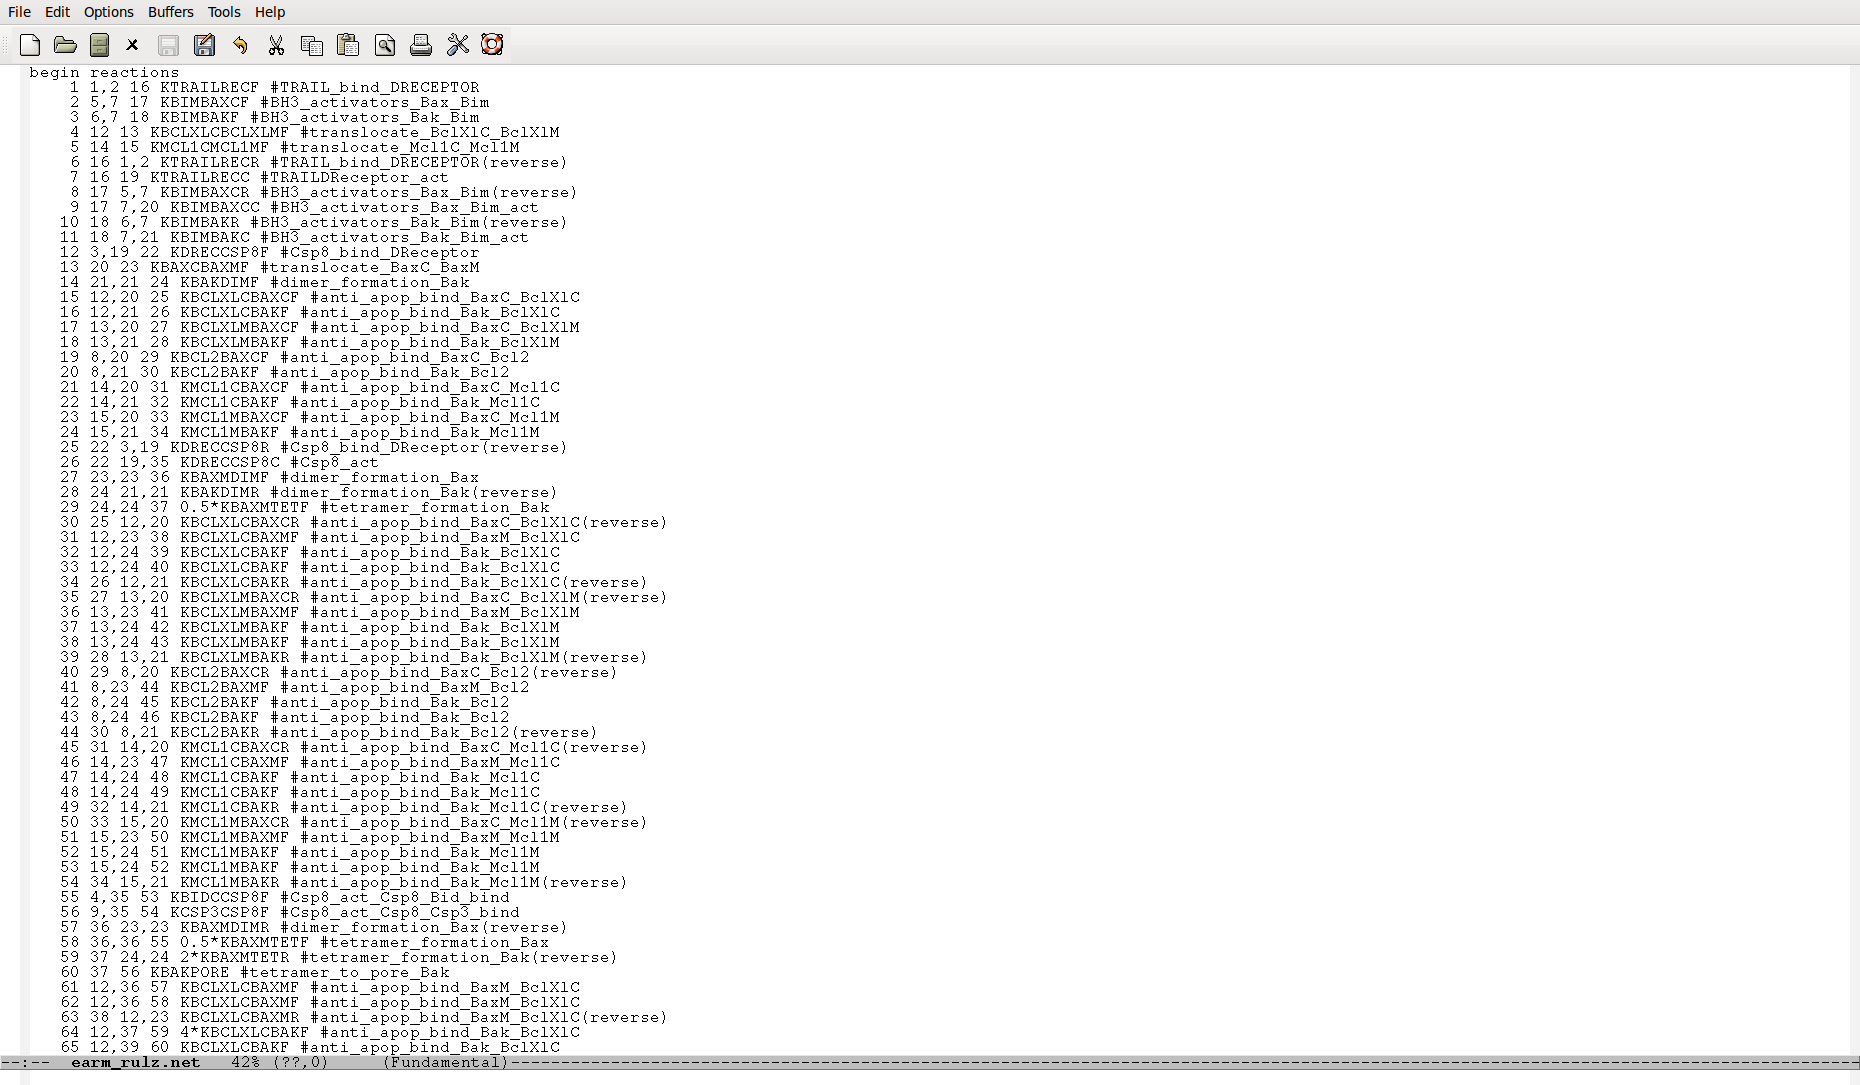 File Edit Options Buffers Tools Help
begin reactions
1 1,2 16 KTRAILRECF #TRAIL_bind_DRECEPTOR
2 5,7 17 KBIMBAXCF #BH3_activators_Bax_Bim
3 6,7 18 KBIMBAKF #BH3_activators_Bak_Bim
4 12 13 KBCLXLCBCLXLMF #translocate_BclXlC_BclXlM
5 14 15 KMCL1CMCL1MF #translocate_Mcl1C_Mcl1M
6 16 1,2 KTRAILRECR #TRAIL_bind_DRECEPTOR(reverse)
7 16 19 KTRAILRECC #TRAILDReceptor_act
8 17 5,7 KBIMBAXCR #BH3_activators_Bax_Bim(reverse)
9 17 7,20 KBIMBAXCC #BH3_activators_Bax_Bim_act
10 18 6,7 KBIMBAKR #BH3_activators_Bak_Bim(reverse)
11 18 7,21 KBIMBAKC #BH3_activators_Bak_Bim_act
12 3,19 22 KDRECCSP8F #Csp8_bind_DReceptor
13 20 23 KBAXCBAXMF #translocate_BaxC_BaxM
14 21,21 24 KBAKDIMF #dimer_formation_Bak
15 12,20 25 KBCLXLCBAXCF #anti_apop_bind_BaxC_BclXlC
16 12,21 26 KBCLXLCBAKF #anti_apop_bind_Bak_BclXlC
17 13,20 27 KBCLXLMBAXCF #anti_apop_bind_BaxC_BclXlM
18 13,21 28 KBCLXLMBAKF #anti_apop_bind_Bak_BclXlM
19 8,20 29 KBCL2BAXCF #anti_apop_bind_BaxC_Bcl2
20 8,21 30 KBCL2BAKF #anti_apop_bind_Bak_Bcl2
21 14,20 31 KMCL1CBAXCF #anti_apop_bind_BaxC_Mcl1C
22 14,21 32 KMCL1CBAKF #anti_apop_bind_Bak_Mcl1C
23 15,20 33 KMCL1MBAXCF #anti_apop_bind_BaxC_Mcl1M
24 15,21 34 KMCL1MBAKF #anti_apop_bind_Bak_Mcl1M
25 22 3,19 KDRECCSP8R #Csp8_bind_DReceptor(reverse)
26 22 19,35 KDRECCSP8C #Csp8_act
27 23,23 36 KBAXMDIMF #dimer_formation_Bax
28 24 21,21 KBAKDIMR #dimer_formation_Bak(reverse)
29 24,24 37 0.5*KBAXMTETF #tetramer_formation_Bak
30 25 12,20 KBCLXLCBAXCR #anti_apop_bind_BaxC_BclXlC(reverse)
31 12,23 38 KBCLXLCBAXMF #anti_apop_bind_BaxM_BclXlC
32 12,24 39 KBCLXLCBAKF #anti_apop_bind_Bak_BclXlC
33 12,24 40 KBCLXLCBAKF #anti_apop_bind_Bak_BclXlC
34 26 12,21 KBCLXLCBAKR #anti_apop_bind_Bak_BclXlC(reverse)
35 27 13,20 KBCLXLMBAXCR #anti_apop_bind_BaxC_BclXlM(reverse)
36 13,23 41 KBCLXLMBAXMF #anti_apop_bind_BaxM_BclXlM
37 13,24 42 KBCLXLMBAKF #anti_apop_bind_Bak_BclXlM
38 13,24 43 KBCLXLMBAKF #anti_apop_bind_Bak_BclXlM
39 28 13,21 KBCLXLMBAKR #anti_apop_bind_Bak_BclXlM(reverse)
40 29 8,20 KBCL2BAXCR #anti_apop_bind_BaxC_Bcl2(reverse)
41 8,23 44 KBCL2BAXMF #anti_apop_bind_BaxM_Bcl2
42 8,24 45 KBCL2BAKF #anti_apop_bind_Bak_Bcl2
43 8,24 46 KBCL2BAKF #anti_apop_bind_Bak_Bcl2
44 30 8,21 KBCL2BAKR #anti_apop_bind_Bak_Bcl2(reverse)
45 31 14,20 KMCL1CBAXCR #anti_apop_bind_BaxC_Mcl1C(reverse)
46 14,23 47 KMCL1CBAXMF #anti_apop_bind_BaxM_Mcl1C
47 14,24 48 KMCL1CBAKF #anti_apop_bind_Bak_Mcl1C
48 14,24 49 KMCL1CBAKF #anti_apop_bind_Bak_Mcl1C
49 32 14,21 KMCL1CBAKR #anti_apop_bind_Bak_Mcl1C(reverse)
50 33 15,20 KMCL1MBAXCR #anti_apop_bind_BaxC_Mcl1M(reverse)
51 15,23 50 KMCL1MBAXMF #anti_apop_bind_BaxM_Mcl1M
52 15,24 51 KMCL1MBAKF #anti_apop_bind_Bak_Mcl1M
53 15,24 52 KMCL1MBAKF #anti_apop_bind_Bak_Mcl1M
54 34 15,21 KMCL1MBAKR #anti_apop_bind_Bak_Mcl1M(reverse)
55 4,35 53 KBIDCCSP8F #Csp8_act_Csp8_Bid_bind
56 9,35 54 KCSP3CSP8F #Csp8_act_Csp8_Csp3_bind
57 36 23,23 KBAXMDIMR #dimer_formation_Bax(reverse)
58 36,36 55 0.5*KBAXMTETF #tetramer_formation_Bax
59 37 24,24 2*KBAXMTETR #tetramer_formation_Bak(reverse)
60 37 56 KBAKPORE #tetramer_to_pore_Bak
61 12,36 57 KBCLXLCBAXMF #anti_apop_bind_BaxM_BclXlC
62 12,36 58 KBCLXLCBAXMF #anti_apop_bind_BaxM_BclXlC
63 38 12,23 KBCLXLCBAXMR #anti_apop_bind_BaxM_BclXlC(reverse)
64 12,37 59 4*KBCLXLCBAKF #anti_apop_bind_Bak_BclXlC
65 12,39 60 KBCLXLCBAKF #anti_apop_bind_Bak_BclXlC
--:-- earm_rulz.net 42% (??,0) (Fundamental)